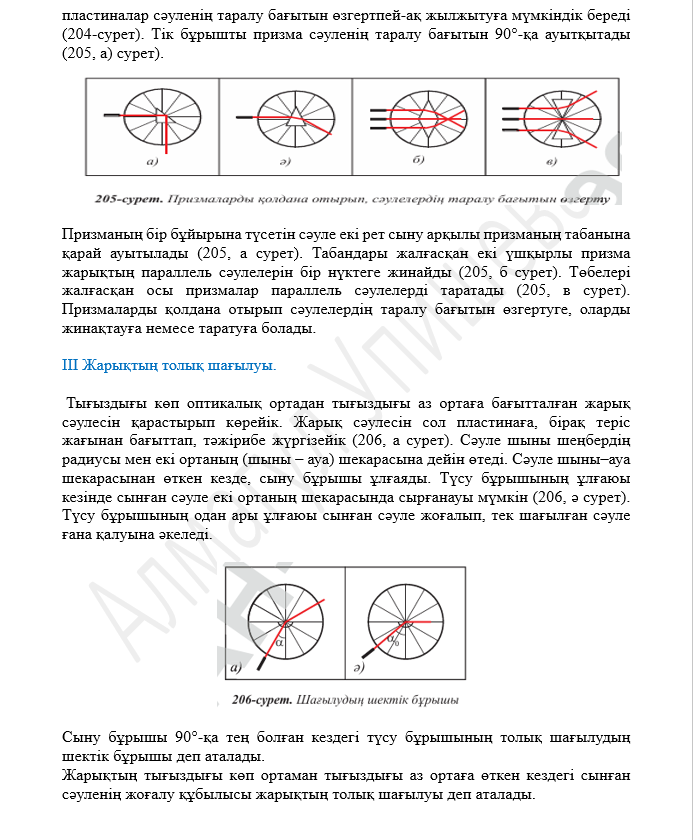 пластиналар сәуленің таралу бағытын өзгертпей-ақ жылжытуға мүмкіндік береді
(204-сурет). Тік бұрышты призма сәуленің таралу бағытын 90°-қа ауытқытады
(205, а) сурет).
а) ә) б) в)
205-сурет. Призмаларды қолдана отырып, сәулелердің таралу бағытын өзгерту
Призманың бір бұйырына түсетін сәуле екі рет сыну арқылы призманың табанына
қарай ауытылады (205, а сурет). Табандары жалғасқан екі үшқырлы призма
жарықтың параллель сәулелерін бір нүктеге жинайды (205, б сурет). Төбелері
жалғасқан осы призмалар параллель сәулелерді таратады (205, в сурет).
Призмаларды қолдана отырып сәулелердің таралу бағытын өзгертуге, оларды
жинақтауға немесе таратуға болады.
ІІІ Жарықтың толық шағылуы.
Тығыздығы көп оптикалық ортадан тығыздығы аз ортаға бағытталған жарық
сәулесін қарастырып көрейік. Жарық сәулесін сол пластинаға, бірақ теріс
жағынан бағыттап, тәжірибе жүргізейік (206, а сурет). Сәуле шыны шеңбердің
радиусы мен екі ортаның (шыны – ауа) шекарасына дейін өтеді. Сәуле шыны–ауа
шекарасынан өткен кезде, сыну бұрышы ұлғаяды. Түсу бұрышының ұлғаюы
кезінде сынған сәуле екі ортаның шекарасында сырғанауы мүмкін (206, ә сурет).
Түсу бұрышының одан ары ұлғаюы сынған сәуле жоғалып, тек шағылған сәуле
ғана қалуына әкеледі.
α α₀
а) ә)
206-сурет. Шағылудың шектік бұрышы
Сыну бұрышы 90°-қа тең болған кездегі түсу бұрышының толық шағылудың
шектік бұрышы деп аталады.
Жарықтың тығыздығы көп ортаман тығыздығы аз ортаға өткен кездегі сынған
сәуленің жоғалу құбылысы жарықтың толық шағылуы деп аталады.